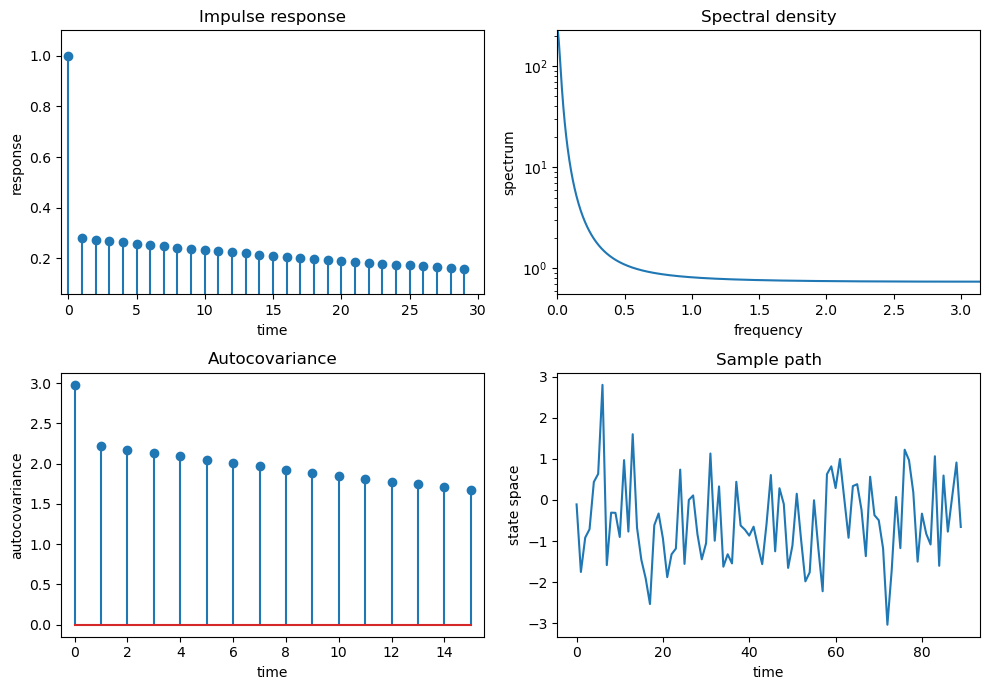 Impulse response
response
1.0
0.8
0.6
0.4
0.2
0 5 10 15 20 25 30
time
Spectral density
spectrum
10²
10¹
10⁰
0.0 0.5 1.0 1.5 2.0 2.5 3.0
frequency
Autocovariance
autocovariance
3.0
2.5
2.0
1.5
1.0
0.5
0.0
0 2 4 6 8 10 12 14
time
Sample path
state space
3
2
1
0
−1
−2
−3
0 20 40 60 80
time